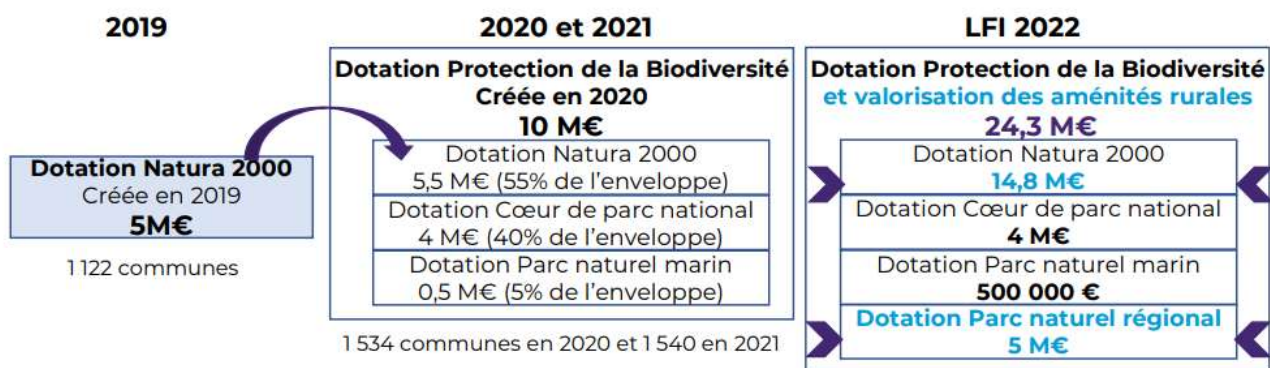 2019
Dotation Natura 2000
Créée en 2019
5M€
1 122 communes
2020 et 2021
Dotation Protection de la Biodiversité
Créée en 2020
10 M€
Dotation Natura 2000
5,5 M€ (55% de l'enveloppe)
Dotation Cœur de parc national
4 M€ (40% de l'enveloppe)
Dotation Parc naturel marin
0,5 M€ (5% de l'enveloppe)
1 534 communes en 2020 et 1 540 en 2021
LFI 2022
Dotation Protection de la Biodiversité
et valorisation des aménités rurales
24,3 M€
Dotation Natura 2000
14,8 M€
Dotation Cœur de parc national
4 M€
Dotation Parc naturel marin
500 000 €
Dotation Parc naturel régional
5 M€